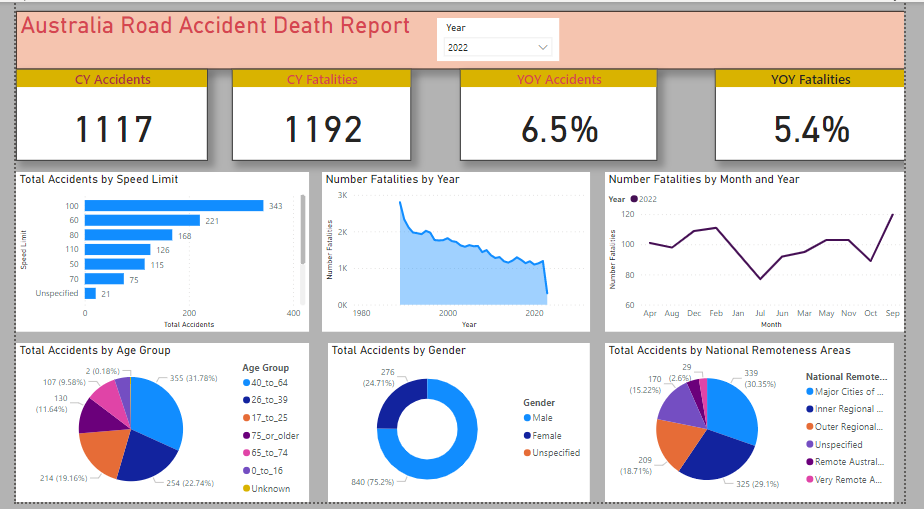 Australia Road Accident Death Report
Year
2022
CY Accidents
1117
CY Fatalities
1192
YOY Accidents
6.5%
YOY Fatalities
5.4%
Total Accidents by Speed Limit
Speed Limit
100 343
60 221
80 168
110 126
50 115
70 75
Unspecified 21
0 200 400
Total Accidents
Number Fatalities by Year
Number Fatalities
3K
2K
1K
0K
1980 2000 2020
Year
Number Fatalities by Month and Year
Year 2022
Number Fatalities
120
100
80
60
Apr Aug Dec Feb Jan Jul Jun Mar May Nov Oct Sep
Month
Total Accidents by Age Group
355 (31.78%)
254 (22.74%)
214 (19.16%)
130
(11.64%)
107 (9.58%)
2 (0.18%)
Age Group
40_to_64
26_to_39
17_to_25
75_or_older
65_to_74
0_to_16
Unknown
Total Accidents by Gender
276
(24.71%)
840 (75.2%)
Gender
Male
Female
Unspecified
Total Accidents by National Remoteness Areas
339
(30.35%)
325 (29.1%)
209
(18.71%)
170
(15.22%)
29
(2.6%)
National Remote...
Major Cities of ...
Inner Regional ...
Outer Regional...
Unspecified
Remote Austral...
Very Remote A...